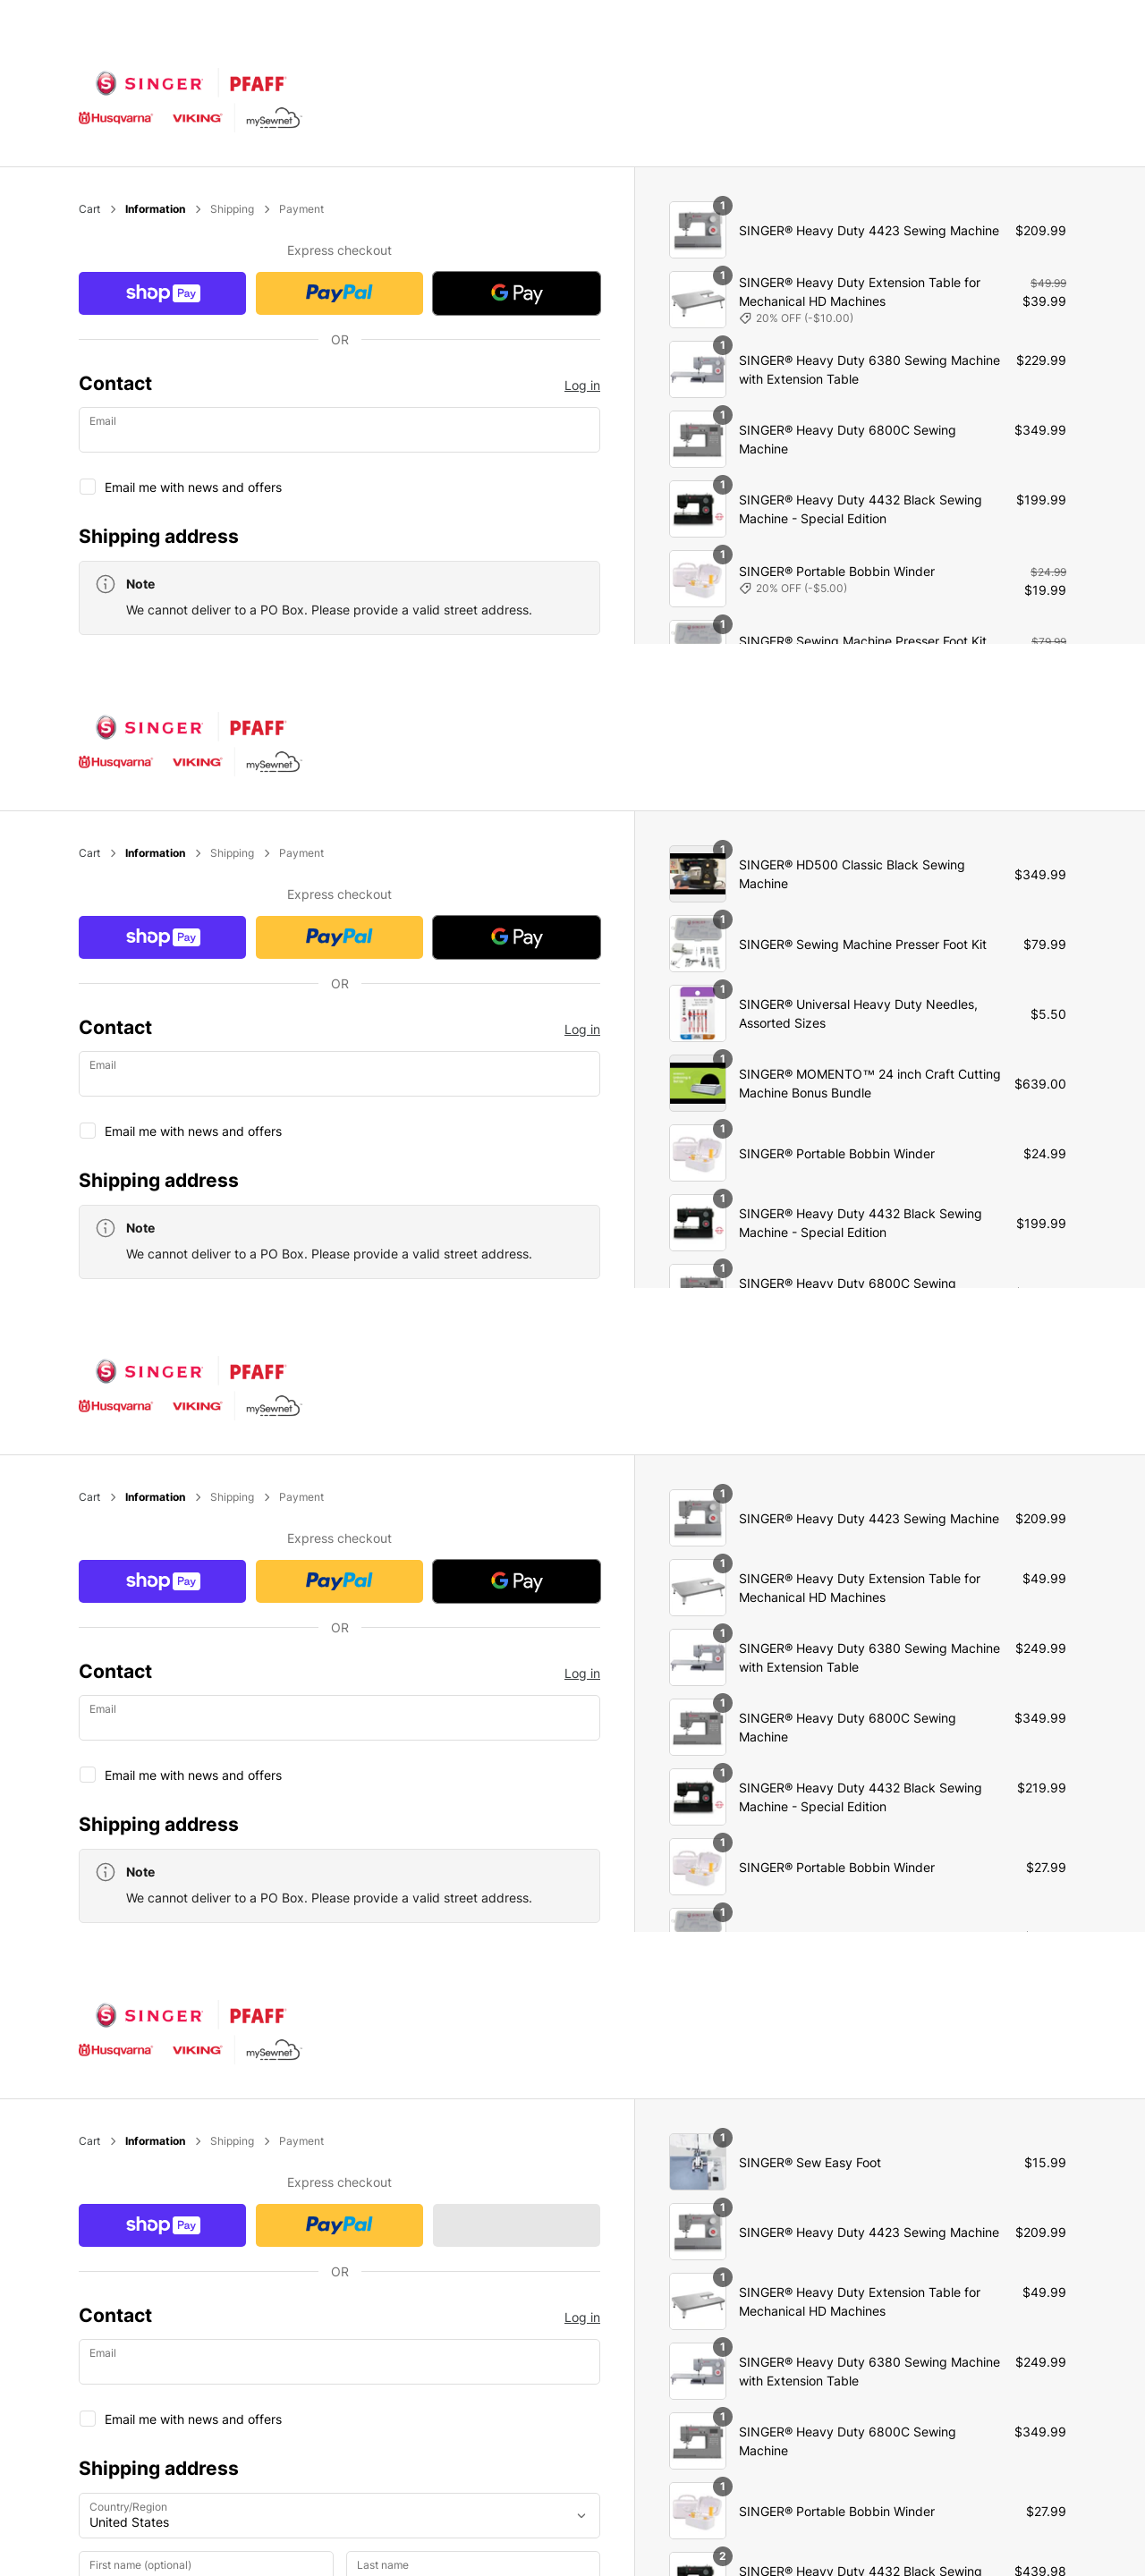 SINGER PFAFF
Husqvarna VIKING mySewnet
Cart > Information > Shipping > Payment
Express checkout
shop Pay PayPal G Pay
OR
Contact Log in
Email
Email me with news and offers
Shipping address
Note
We cannot deliver to a PO Box. Please provide a valid street address.
1
SINGER® Heavy Duty 4423 Sewing Machine $209.99
1
SINGER® Heavy Duty Extension Table for $49.99
Mechanical HD Machines $39.99
20% OFF (-$10.00)
1
SINGER® Heavy Duty 6380 Sewing Machine $229.99
with Extension Table
1
SINGER® Heavy Duty 6800C Sewing $349.99
Machine
1
SINGER® Heavy Duty 4432 Black Sewing $199.99
Machine - Special Edition
1
SINGER® Portable Bobbin Winder $24.99
20% OFF (-$5.00) $19.99
1
SINGER® Sewing Machine Presser Foot Kit $79.99
SINGER PFAFF
Husqvarna VIKING mySewnet
Cart > Information > Shipping > Payment
Express checkout
shop Pay PayPal G Pay
OR
Contact Log in
Email
Email me with news and offers
Shipping address
Note
We cannot deliver to a PO Box. Please provide a valid street address.
1
SINGER® HD500 Classic Black Sewing
Machine $349.99
1
SINGER® Sewing Machine Presser Foot Kit $79.99
1
SINGER® Universal Heavy Duty Needles,
Assorted Sizes $5.50
1
SINGER® MOMENTO™ 24 inch Craft Cutting
Machine Bonus Bundle $639.00
1
SINGER® Portable Bobbin Winder $24.99
1
SINGER® Heavy Duty 4432 Black Sewing
Machine - Special Edition $199.99
1
SINGER® Heavy Duty 6800C Sewing
SINGER PFAFF
Husqvarna VIKING mySewnet
Cart > Information > Shipping > Payment
Express checkout
shop Pay PayPal G Pay
OR
Contact Log in
Email
Email me with news and offers
Shipping address
Note
We cannot deliver to a PO Box. Please provide a valid street address.
1
SINGER® Heavy Duty 4423 Sewing Machine $209.99
1
SINGER® Heavy Duty Extension Table for $49.99
Mechanical HD Machines
1
SINGER® Heavy Duty 6380 Sewing Machine $249.99
with Extension Table
1
SINGER® Heavy Duty 6800C Sewing $349.99
Machine
1
SINGER® Heavy Duty 4432 Black Sewing $219.99
Machine - Special Edition
1
SINGER® Portable Bobbin Winder $27.99
1
SINGER PFAFF
Husqvarna VIKING mySewnet
Cart > Information > Shipping > Payment
Express checkout
shop Pay PayPal
OR
Contact Log in
Email
Email me with news and offers
Shipping address
Country/Region
United States
First name (optional) Last name
1
SINGER® Sew Easy Foot $15.99
1
SINGER® Heavy Duty 4423 Sewing Machine $209.99
1
SINGER® Heavy Duty Extension Table for $49.99
Mechanical HD Machines
1
SINGER® Heavy Duty 6380 Sewing Machine $249.99
with Extension Table
1
SINGER® Heavy Duty 6800C Sewing $349.99
Machine
1
SINGER® Portable Bobbin Winder $27.99
2
SINGER® Heavy Duty 4432 Black Sewing $439.98